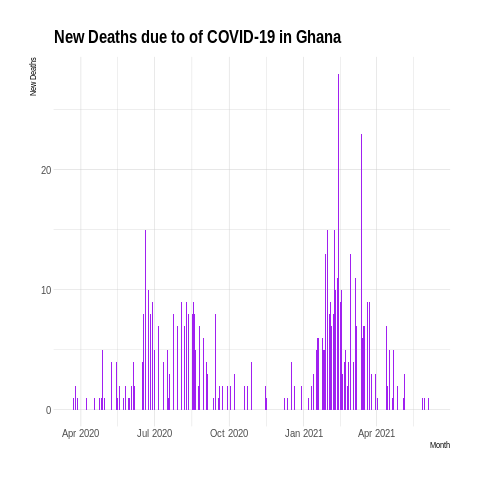 New Deaths due to of COVID-19 in Ghana
New Deaths
20
10
0
Apr 2020 Jul 2020 Oct 2020 Jan 2021 Apr 2021
Month